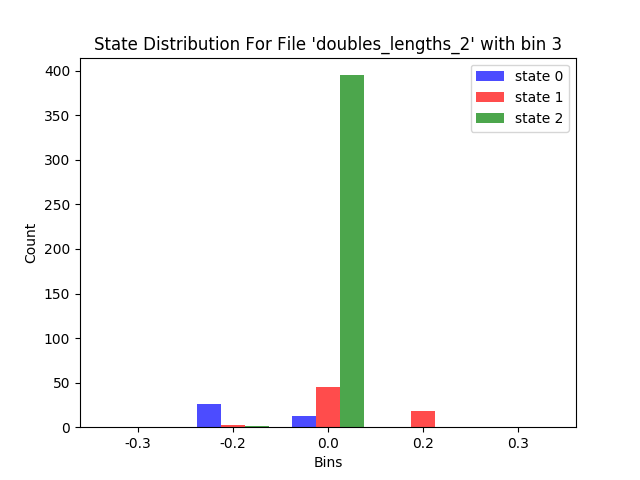 State Distribution For File 'doubles_lengths_2' with bin 3
400
350
300
250
200
150
100
50
0
Count
state 0
state 1
state 2
-0.3 -0.2 0.0 0.2 0.3
Bins